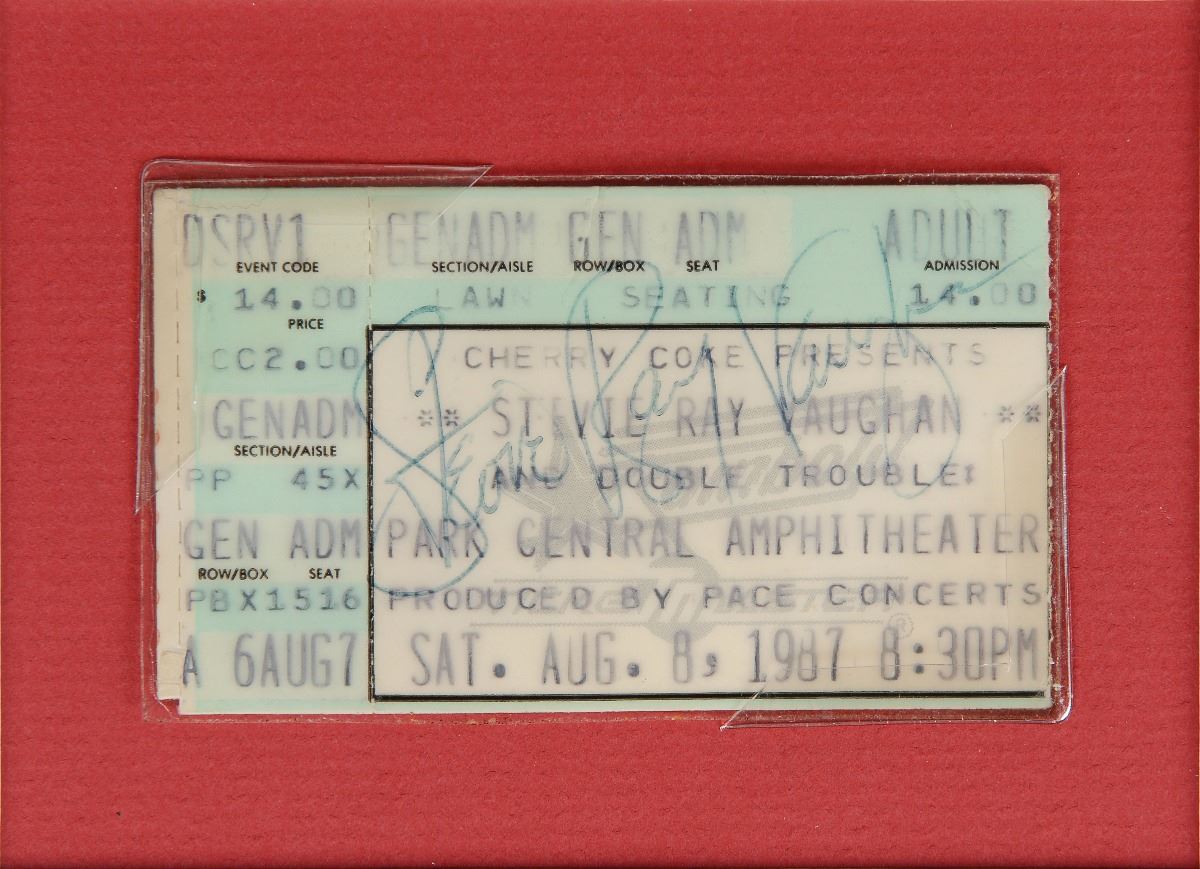 QSRV1 GENADM GEN ADM ADULT
EVENT CODE SECTION/AISLE ROW/BOX SEAT ADMISSION
$ 14.00 LAWN SEATING 14.00
PRICE
CC2.00 CHERRY COKE PRESENTS
GENADM ** STEVIE RAY VAUGHAN **
SECTION/AISLE
PP 45X AND DOUBLE TROUBLE
GEN ADM PARK CENTRAL AMPHITHEATER
ROW/BOX SEAT
PBX1516 PRODUCED BY PACE CONCERTS
A 6AUG7 SAT. AUG. 8, 1987 8:30PM
Stevie Ray Vaughan